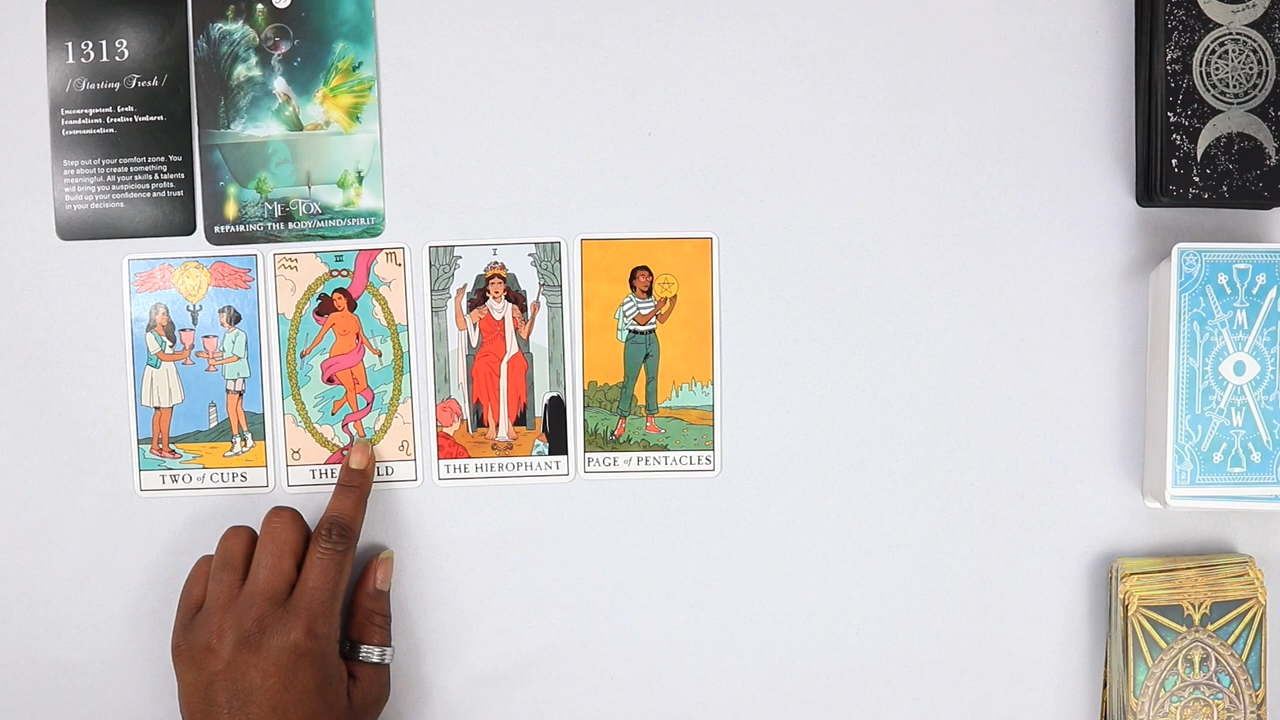 1313
/Starting Fresh/
Encouragement. Goals.
Foundations. Creative Ventures.
Communication.
Step out of your comfort zone. You
are about to create something
meaningful. All your skills & talents
will bring you auspicious profits.
Build up your confidence and trust
in your decisions.
ME-TOX
REPAIRING THE BODY/MIND/SPIRIT
TWO of CUPS
THE
I
THE HIEROPHANT
PAGE of PENTACLES
M
W